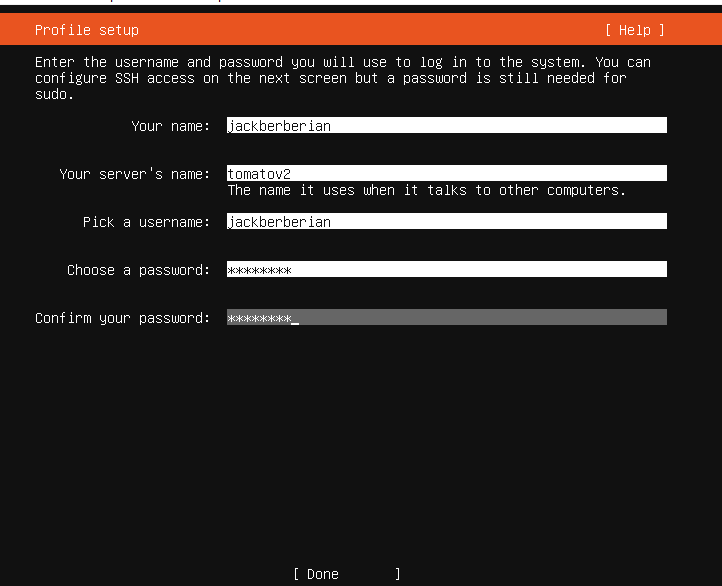 Profile setup [ Help ]
Enter the username and password you will use to log in to the system. You can
configure SSH access on the next screen but a password is still needed for
sudo.
Your name: jackberberian
Your server's name: tomatov2
The name it uses when it talks to other computers.
Pick a username: jackberberian
Choose a password: ********
Confirm your password: ********_
[ Done ]